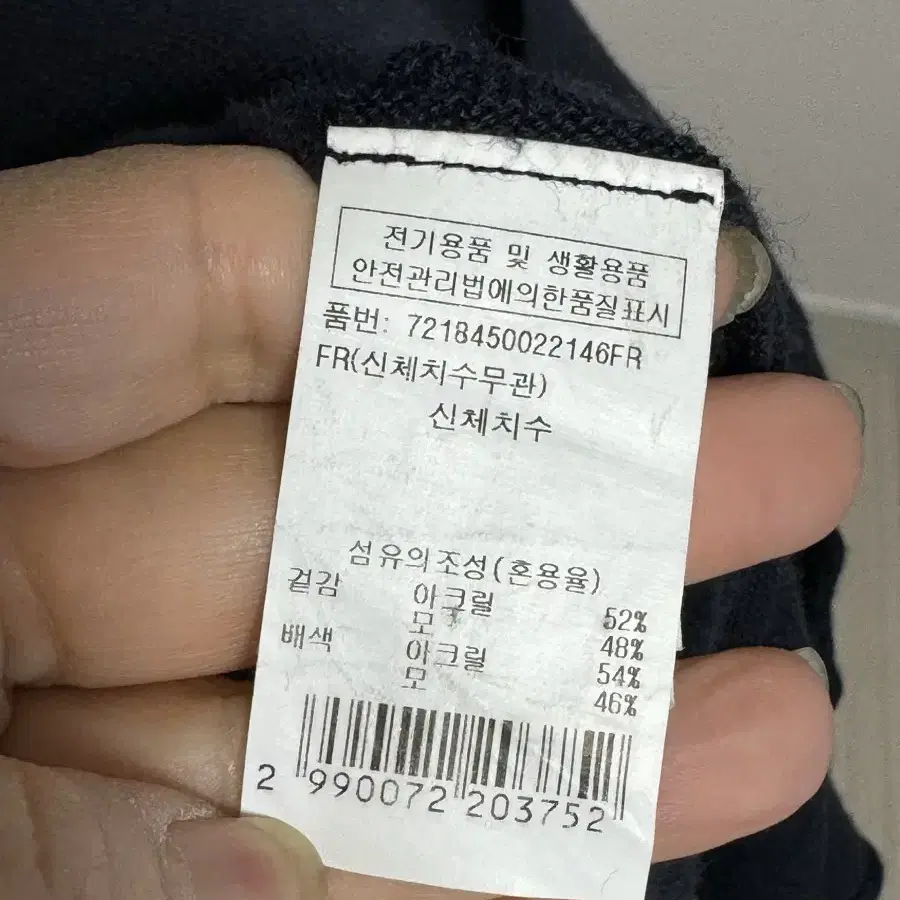 전기용품 및 생활용품
안전관리법에의한품질표시
품번: 7218450022146FR
FR(신체치수무관)
신체치수
섬유의조성(혼용율)
겉감 아크릴 52%
모 48%
배색 아크릴 54%
모 46%
2 990072 203752